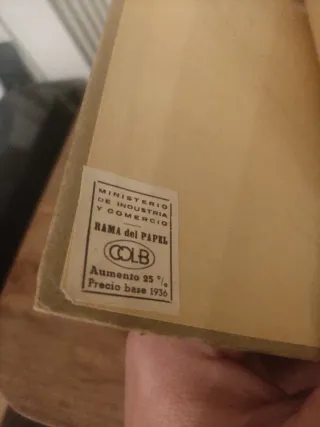 MINISTERIO
DE INDUSTRIA
Y COMERCIO
RAMA del PAPEL
COLB
Aumento 25 %
Precio base 1936